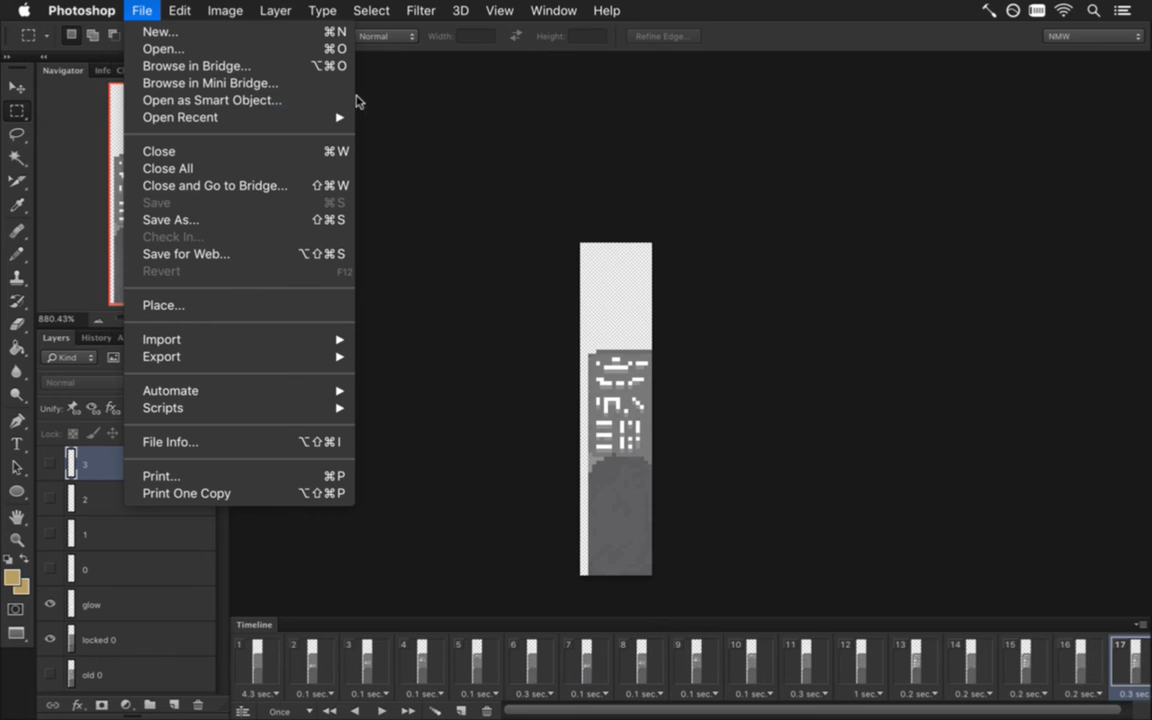 Photoshop File Edit Image Layer Type Select Filter 3D View Window Help
Normal Width: Height: Refine Edge... NMW
Navigator Info
880.43%
Layers History
Kind
Normal
Unify:
Lock:
3
2
1
0
glow
locked 0
old 0
New... ⌘N
Open... ⌘O
Browse in Bridge... ⌥⌘O
Browse in Mini Bridge...
Open as Smart Object...
Open Recent ▶
Close ⌘W
Close All
Close and Go to Bridge... ⇧⌘W
Save ⌘S
Save As... ⇧⌘S
Check In...
Save for Web... ⌥⇧⌘S
Revert F12
Place...
Import ▶
Export ▶
Automate ▶
Scripts ▶
File Info... ⌥⇧⌘I
Print... ⌘P
Print One Copy ⌥⇧⌘P
Timeline
1 2 3 4 5 6 7 8 9 10 11 12 13 14 15 16 17
4.3 sec. 0.1 sec. 0.1 sec. 0.1 sec. 0.1 sec. 0.3 sec. 0.1 sec. 0.1 sec. 0.1 sec. 0.1 sec. 0.3 sec. 1 sec. 0.2 sec. 0.2 sec. 0.2 sec. 0.2 sec. 0.3 sec
Once